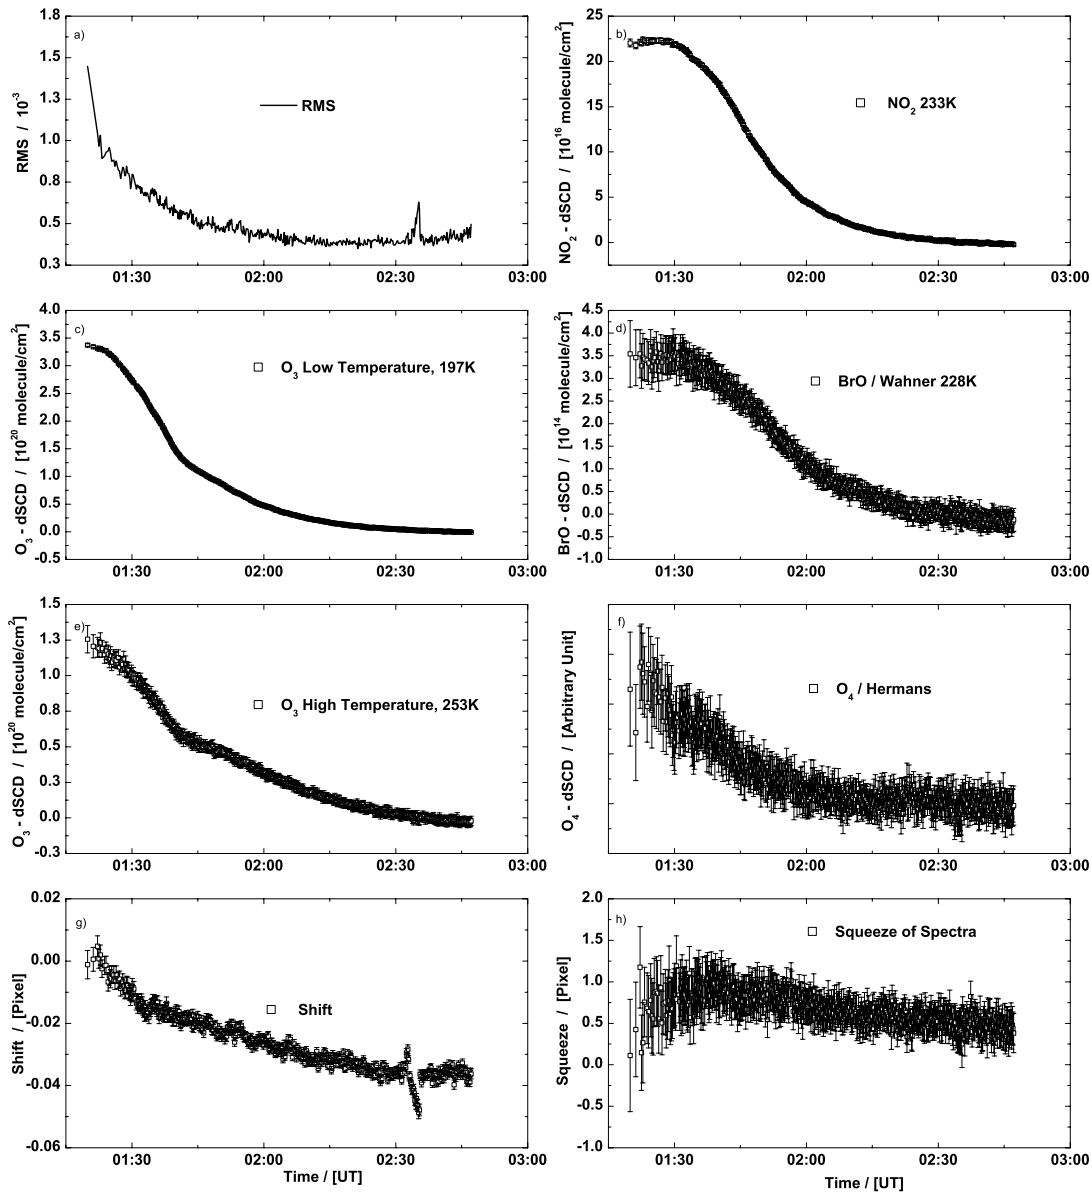 1.8
1.5
1.3
1.0
0.8
0.5
0.3
RMS / 10⁻³
a)
RMS
01:30 02:00 02:30 03:00
25
22
20
15
10
5
0
NO₂ - dSCD / [10¹⁶ molecule/cm²]
b)
NO₂ 233K
01:30 02:00 02:30 03:00
4.0
3.5
3.0
2.5
2.0
1.5
1.0
0.5
0.0
-0.5
O₃ - dSCD / [10²⁰ molecule/cm²]
c)
O₃ Low Temperature, 197K
01:30 02:00 02:30 03:00
4.5
4.0
3.5
3.0
2.5
2.0
1.5
1.0
0.5
0.0
-0.5
-1.0
BrO - dSCD / [10¹⁴ molecule/cm²]
d)
BrO / Wahner 228K
01:30 02:00 02:30 03:00
1.5
1.3
1.0
0.8
0.5
0.3
0.0
-0.3
O₃ - dSCD / [10²⁰ molecule/cm²]
e)
O₃ High Temperature, 253K
01:30 02:00 02:30 03:00
O₄ - dSCD / [Arbitrary Unit]
f)
O₄ / Hermans
01:30 02:00 02:30 03:00
0.02
0.00
-0.02
-0.04
-0.06
Shift / [Pixel]
g)
Shift
01:30 02:00 02:30 03:00
Time / [UT]
2.0
1.5
1.0
0.5
0.0
-0.5
-1.0
Squeeze / [Pixel]
h)
Squeeze of Spectra
01:30 02:00 02:30 03:00
Time / [UT]